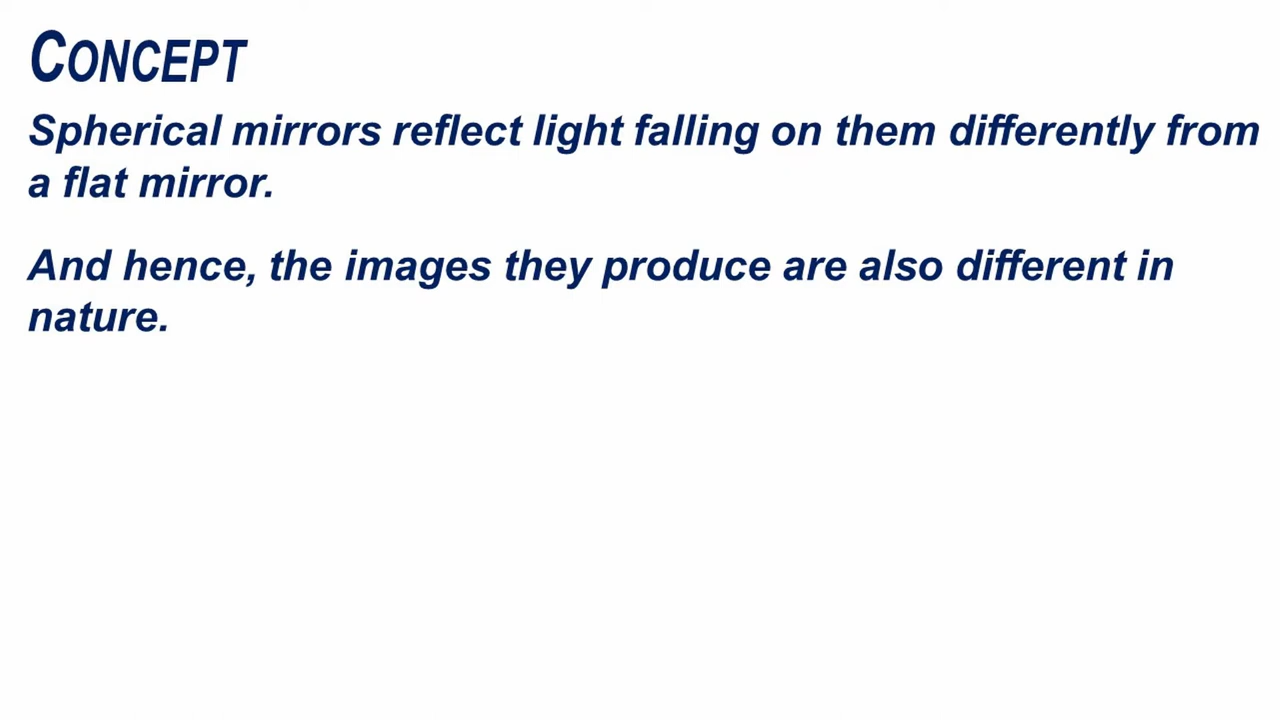 CONCEPT
Spherical mirrors reflect light falling on them differently from
a flat mirror.
And hence, the images they produce are also different in
nature.